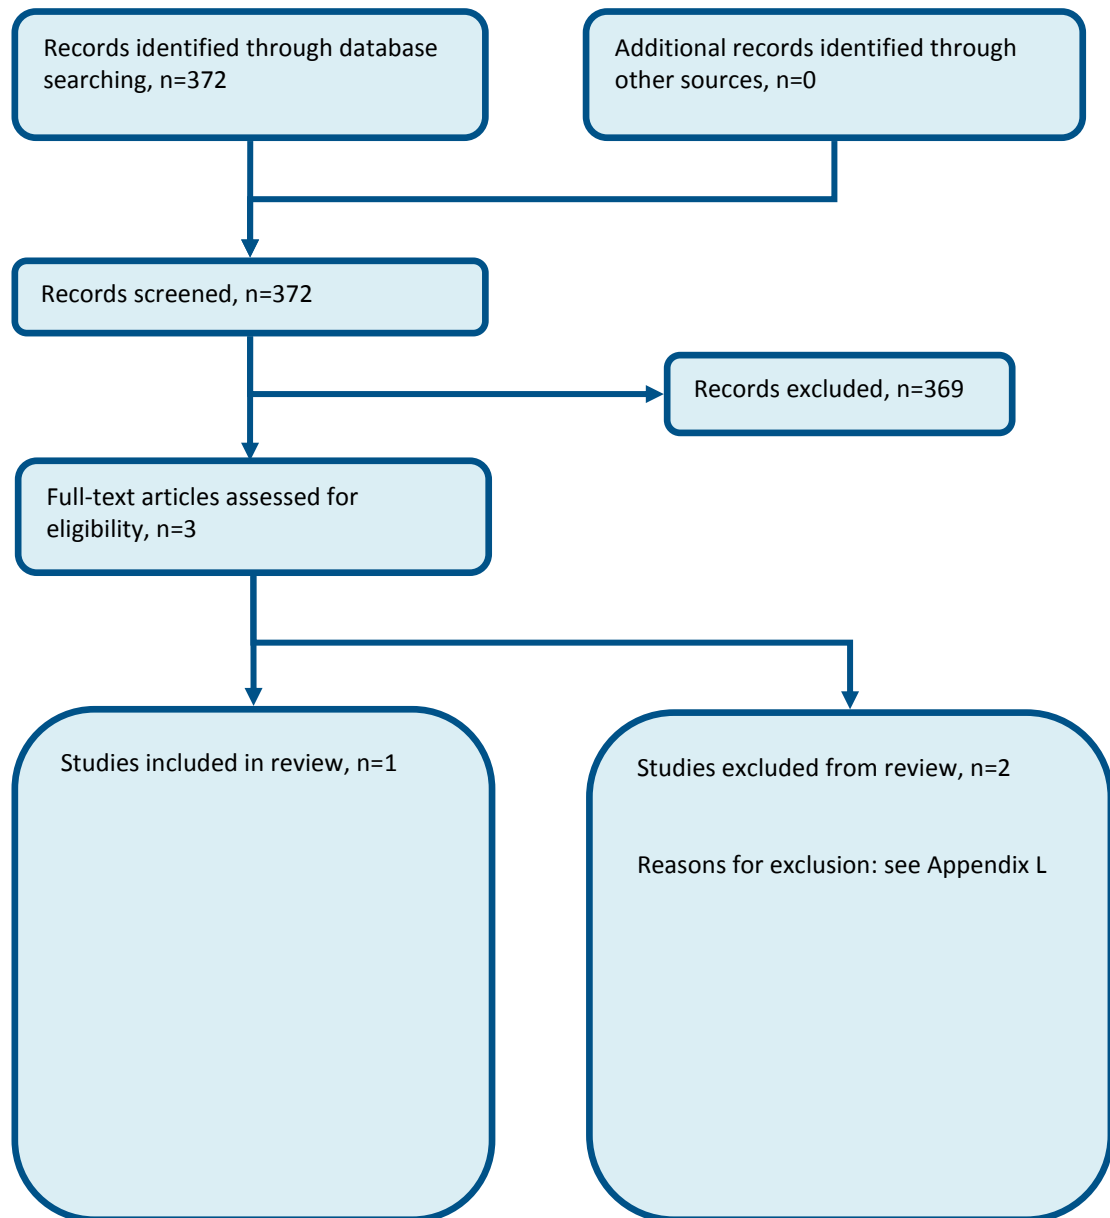 Records identified through database
searching, n=372
Additional records identified through
other sources, n=0
Records screened, n=372
Records excluded, n=369
Full-text articles assessed for
eligibility, n=3
Studies included in review, n=1
Studies excluded from review, n=2
Reasons for exclusion: see Appendix L